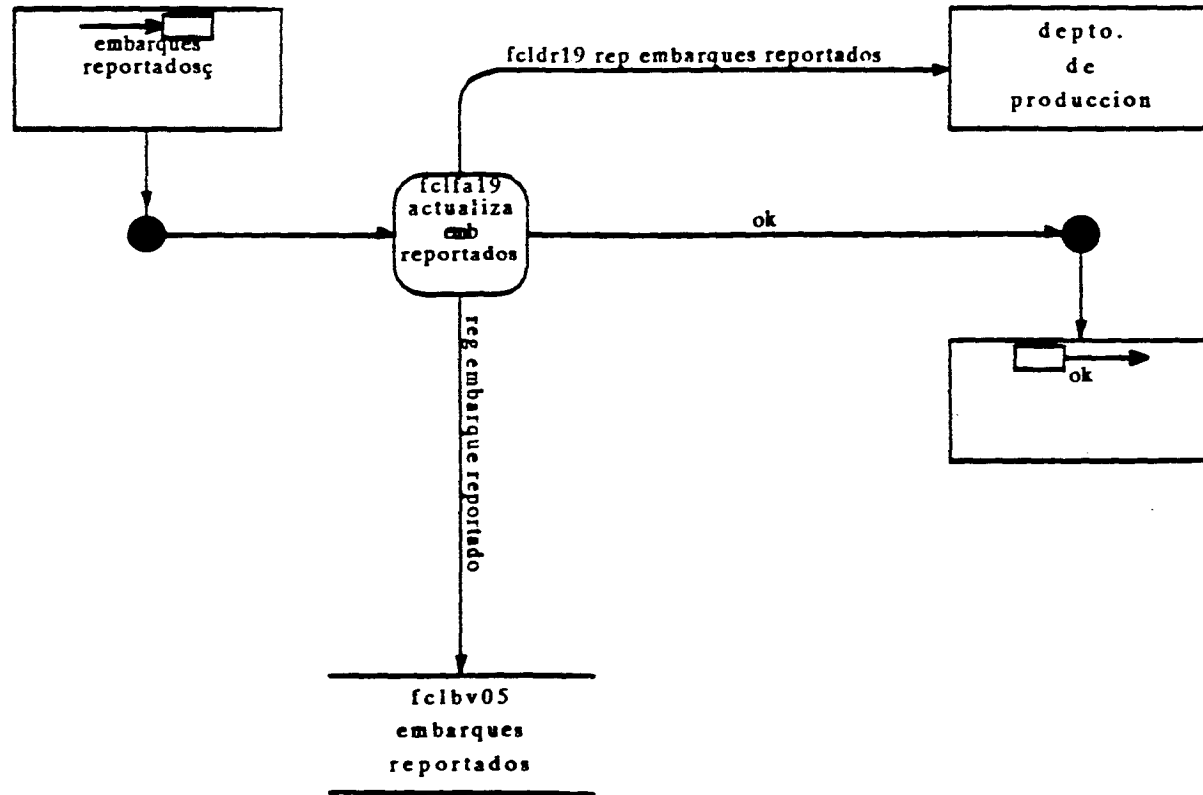 embarques
reportadosç
fcldr19 rep embarques reportados
depto.
de
produccion
fclfa19
actualiza
emb
reportados
ok
ok
reg embarque reportado
fclbv05
embarques
reportados